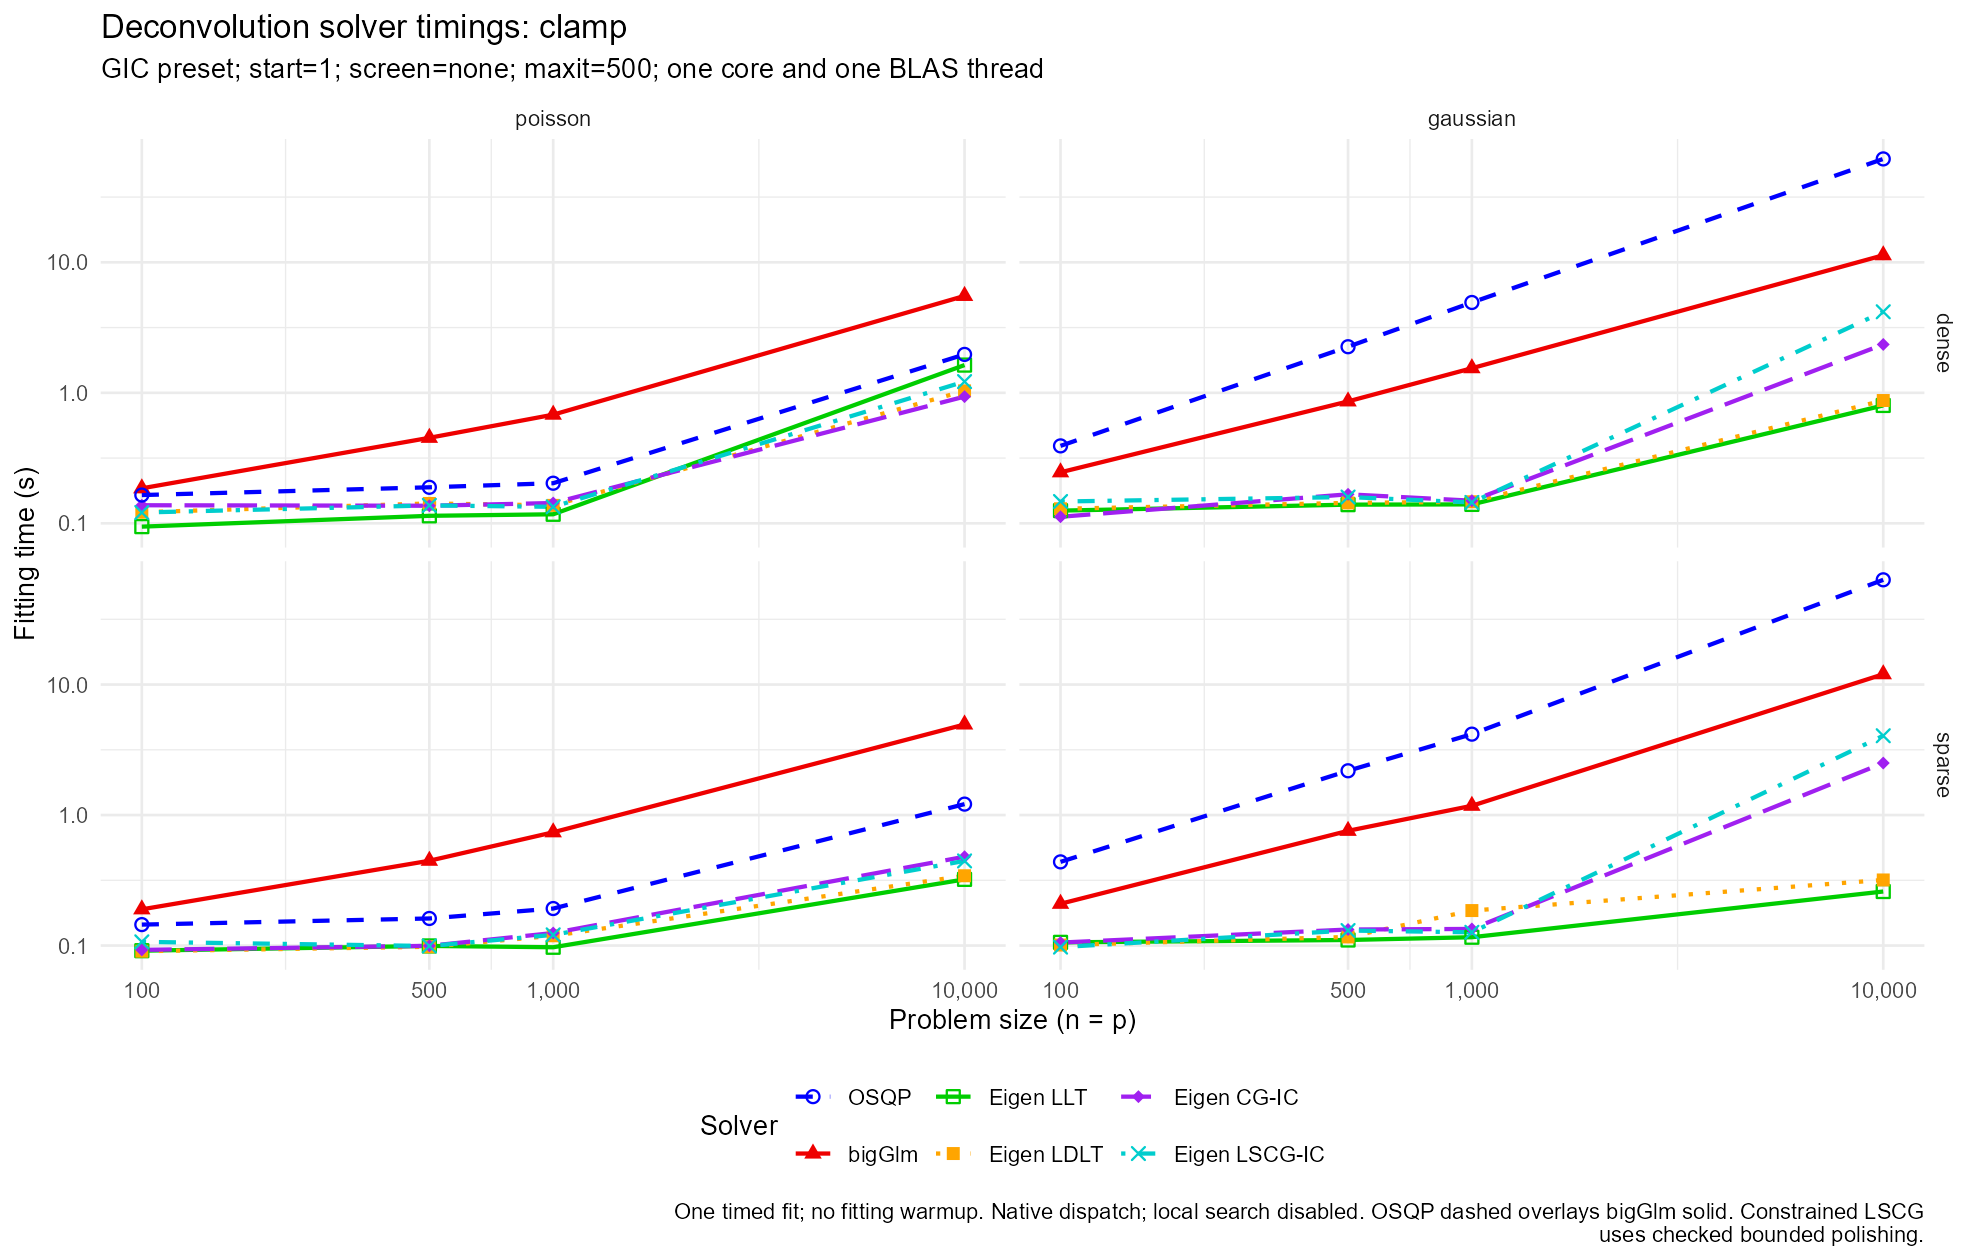 Deconvolution solver timings: clamp
GIC preset; start=1; screen=none; maxit=500; one core and one BLAS thread
poisson
gaussian
10.0
1.0
0.1
dense
10.0
1.0
0.1
sparse
Fitting time (s)
100
500
1,000
10,000
100
500
1,000
10,000
Problem size (n = p)
Solver
OSQP
Eigen LLT
Eigen CG-IC
bigGlm
Eigen LDLT
Eigen LSCG-IC
One timed fit; no fitting warmup. Native dispatch; local search disabled. OSQP dashed overlays bigGlm solid. Constrained LSCG
uses checked bounded polishing.